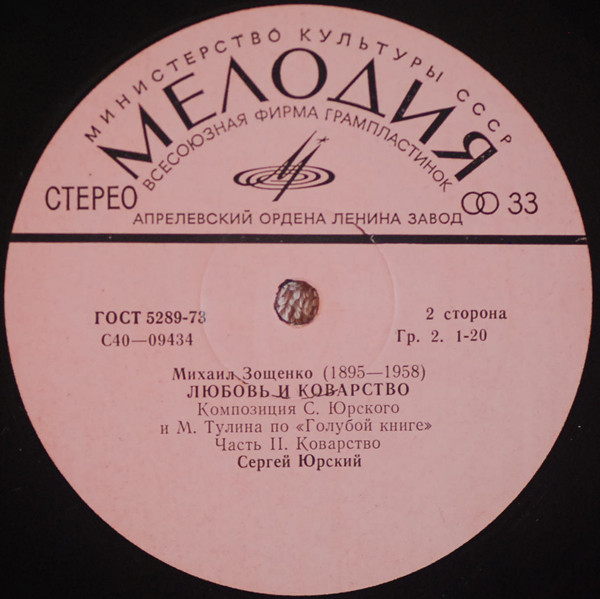 МИНИСТЕРСТВО КУЛЬТУРЫ СССР
МЕЛОДИЯ
ВСЕСОЮЗНАЯ ФИРМА ГРАМПЛАСТИНОК
СТЕРЕО
33
АПРЕЛЕВСКИЙ ОРДЕНА ЛЕНИНА ЗАВОД
ГОСТ 5289-73
2 сторона
С40—09434
Гр. 2. 1-20
Михаил Зощенко (1895—1958)
ЛЮБОВЬ И КОВАРСТВО
Композиция С. Юрского
и М. Тулина по «Голубой книге»
Часть II. Коварство
Сергей Юрский